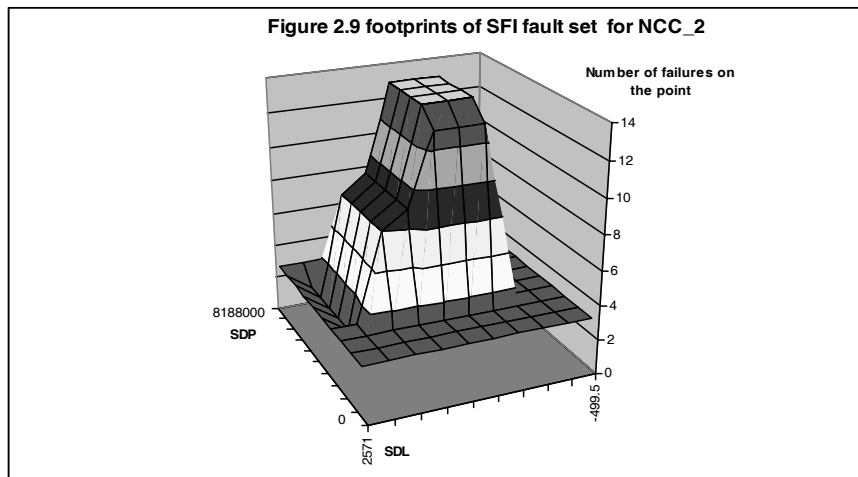 Figure 2.9 footprints of SFI fault set for NCC_2
Number of failures on
the point
14
12
10
8
6
4
2
0
8188000
SDP
0
2571
SDL
-499.5